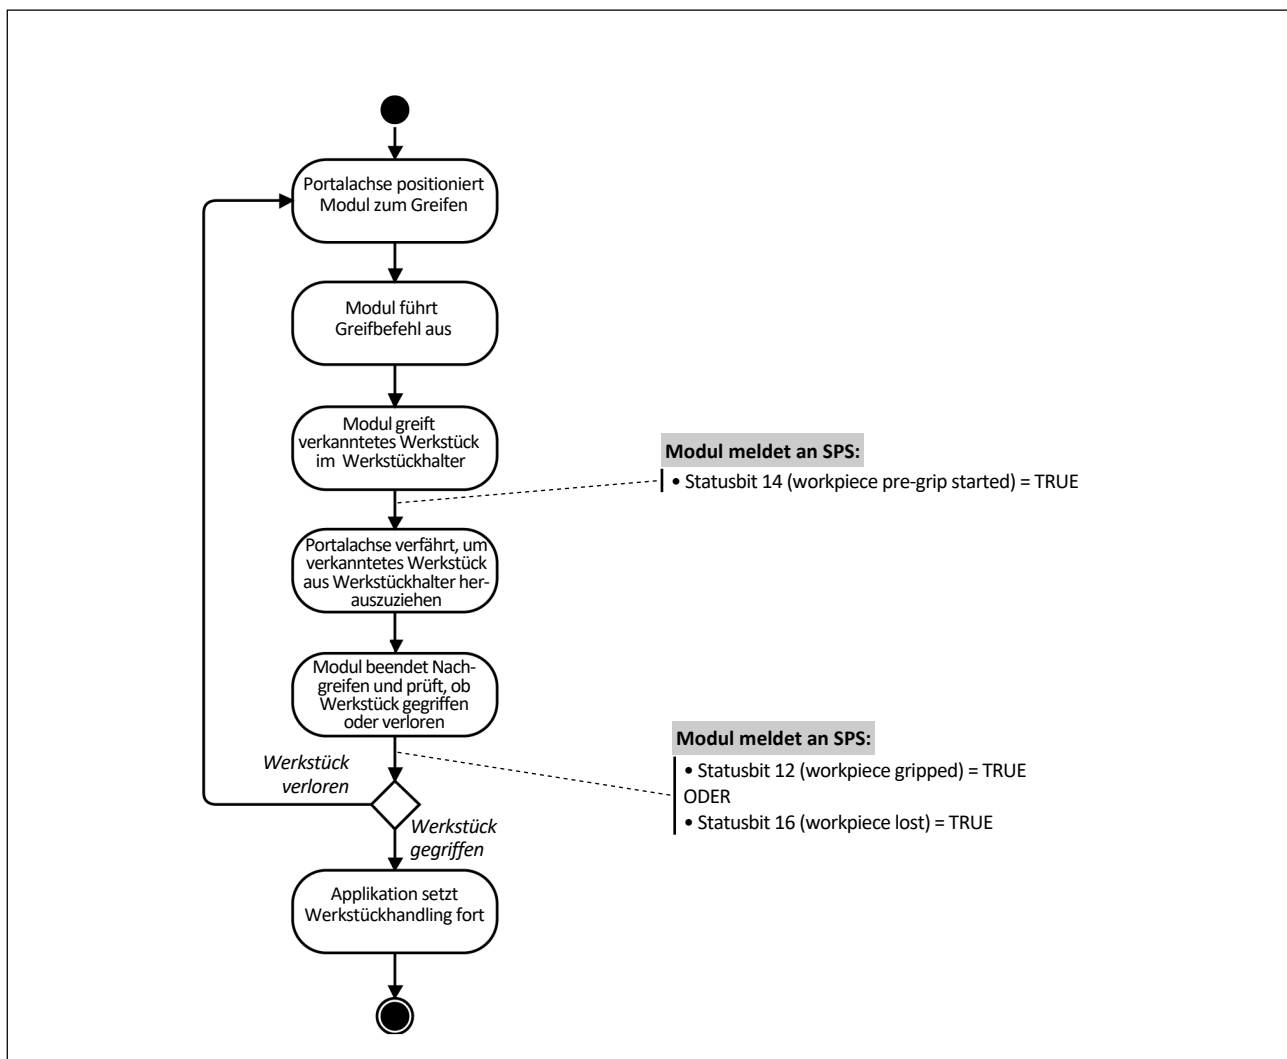 Portalachse positioniert
Modul zum Greifen
Modul führt
Greifbefehl aus
Modul greift
verkanntetes Werkstück
im Werkstückhalter
Modul meldet an SPS:
• Statusbit 14 (workpiece pre-grip started) = TRUE
Portalachse verfährt, um
verkanntetes Werkstück
aus Werkstückhalter her-
auszuziehen
Modul beendet Nach-
greifen und prüft, ob
Werkstück gegriffen
oder verloren
Modul meldet an SPS:
• Statusbit 12 (workpiece gripped) = TRUE
ODER
• Statusbit 16 (workpiece lost) = TRUE
Werkstück
verloren
Werkstück
gegriffen
Applikation setzt
Werkstückhandling fort